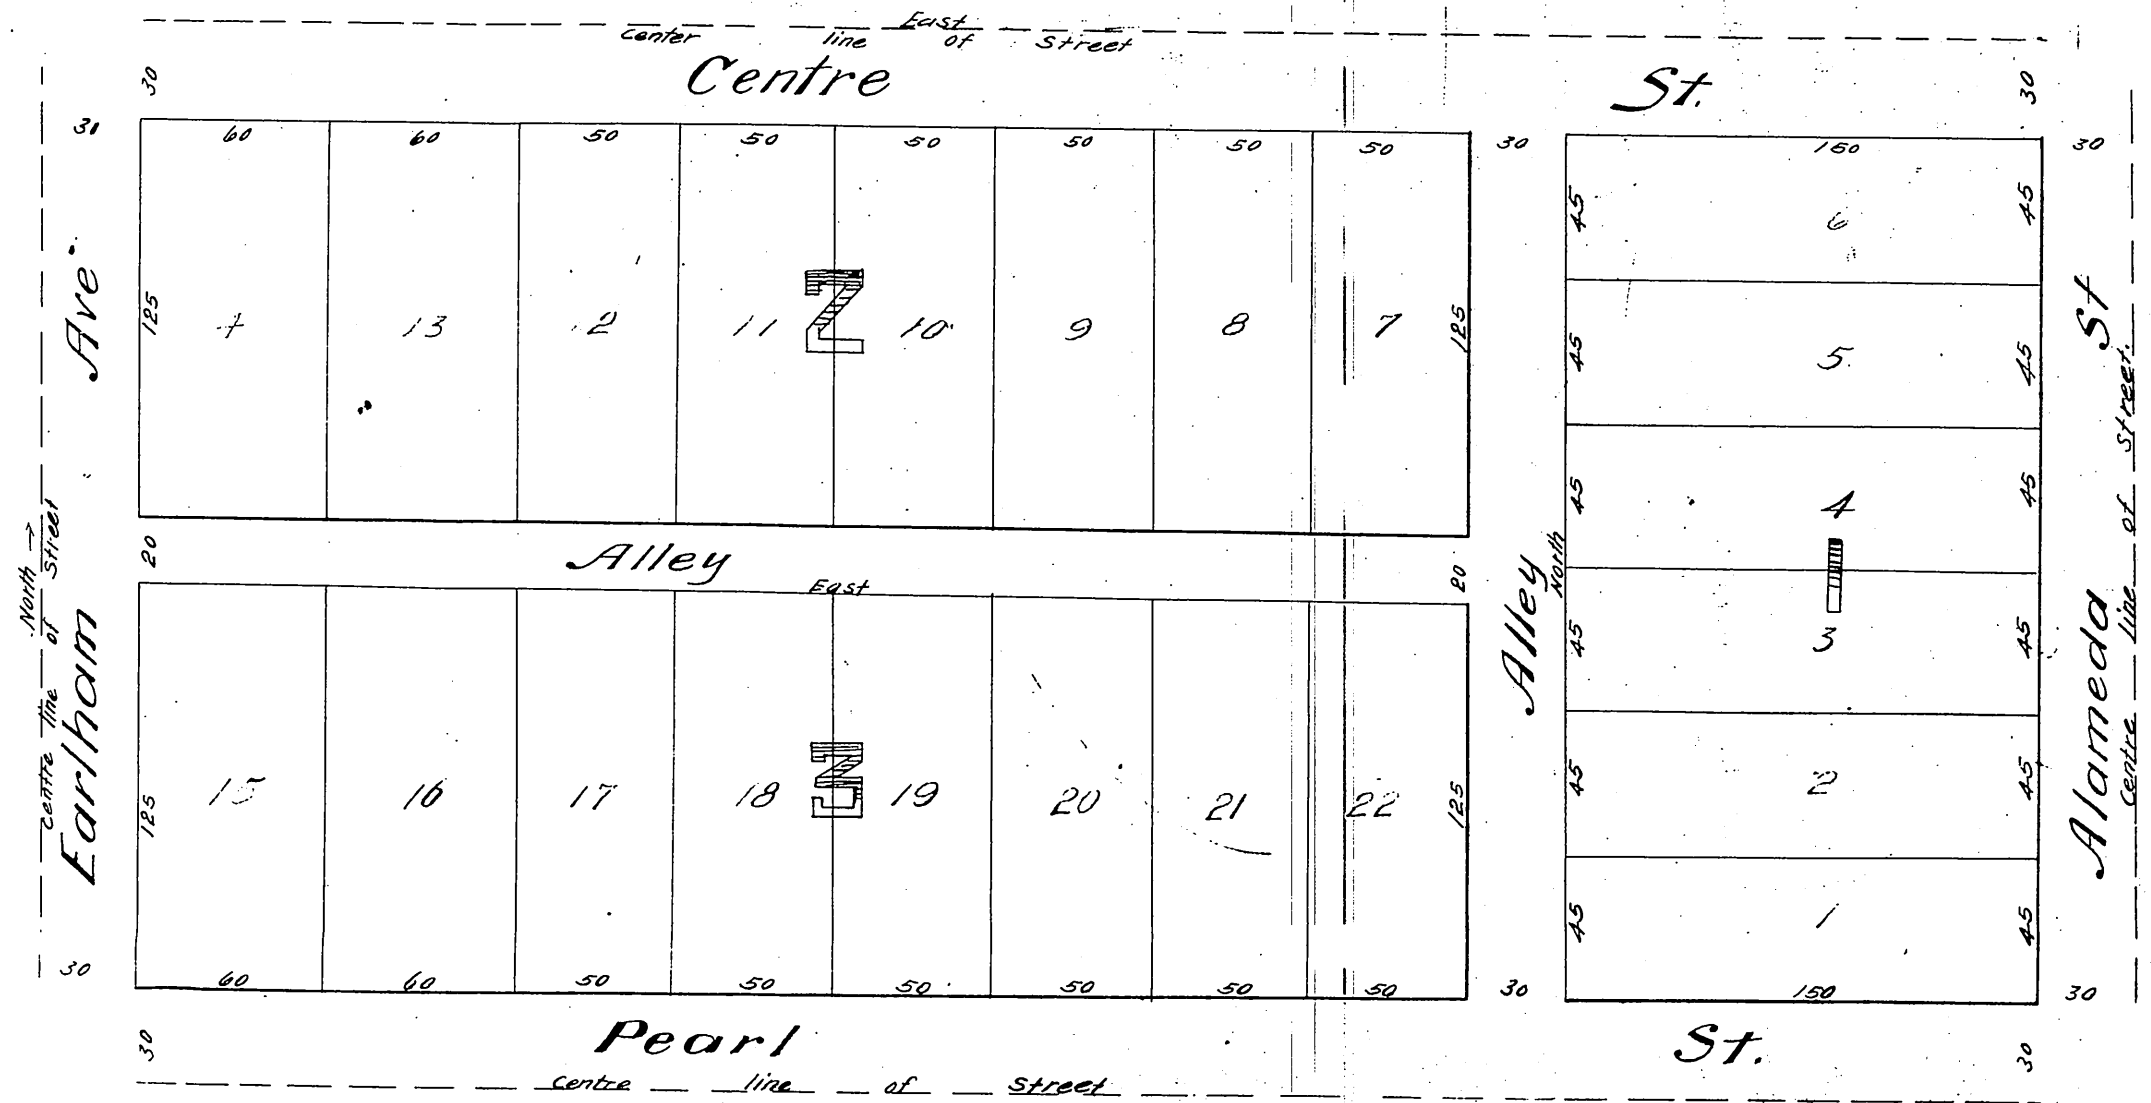 East
center line of Street
Centre St.
30 30
31 60 60 50 50 50 50 50 50 30 150 30
45 6 45
125 13 2 11 2 10 9 8 7 125
45 5 45
Ave
St
45 4 45
20 Alley 20
East
1
45 3 45
North →
centre line of Street
Earlham
Alley
North
Alameda
Centre line of Street.
125 15 16 17 18 3 19 20 21 22 125
45 2 45
45 1 45
30 60 60 50 50 50 50 50 50 30 150 30
30 30
Pearl St.
centre line of Street